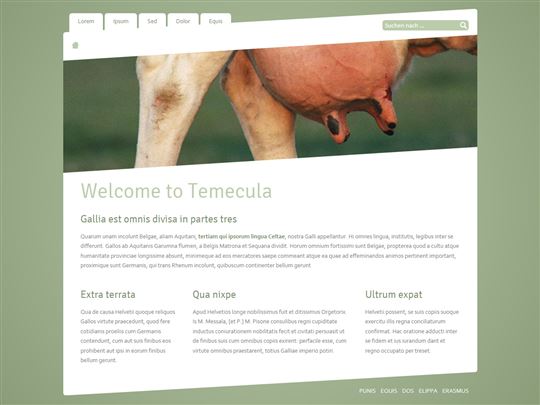 Lorem Ipsum Sed Dolor Equis
Suchen nach ...
Welcome to Temecula
Gallia est omnis divisa in partes tres
Quarum unam incolunt Belgae, aliam Aquitani, tertiam qui ipsorum lingua Celtae, nostra Galli appellantur. Hi omnes lingua, institutis, legibus inter se
differunt. Gallos ab Aquitanis Garumna flumen, a Belgis Matrona et Sequana dividit. Horum omnium fortissimi sunt Belgae, propterea quod a cultu atque
humanitate provinciae longissime absunt, minimeque ad eos mercatores saepe commeant atque ea quae ad effeminandos animos pertinent important,
proximique sunt Germanis, qui trans Rhenum incolunt, quibuscum continenter bellum gerunt.
Extra terrata
Cua de causa Helvetii quoque reliquos
Gallos virtute praecedunt, quod fere
cotidianis proeliis cum Germanis
contendunt, cum aut suis finibus eos
prohibent aut ipsi in eorum finibus
bellum gerunt.
Qua nixpe
Apud Helvetios longe nobilissimus fuit et ditissimus Orgetorix.
Is M. Messala, [et P.] M. Pisone consulibus regni cupiditate
inductus coniurationem nobilitatis fecit et civitati persuasit ut
de finibus suis cum omnibus copiis exirent: perfacile esse, cum
virtute omnibus praestarent, totius Galliae imperio potiri.
Ultrum expat
Helvetii possent, se suis copiis suoque
exercitu illis regna conciliaturum
confirmat. Hac oratione adducti inter
se fidem et ius iurandum dant et
regno occupato per treset.
PUNIS EQUIS DOS ELIPPA ERASMUS